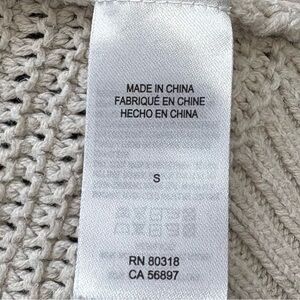 MADE IN CHINA
FABRIQUÉ EN CHINE
HECHO EN CHINA
S
RN 80318
CA 56897